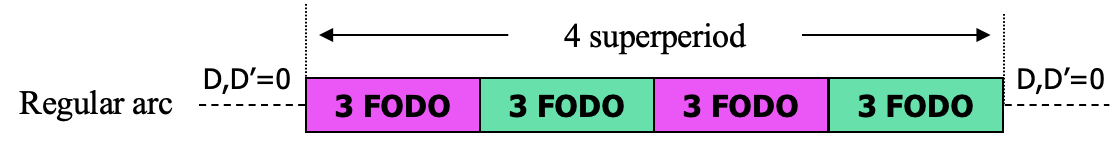 4 superperiod
D,D’=0
D,D’=0
Regular arc
3 FODO
3 FODO
3 FODO
3 FODO